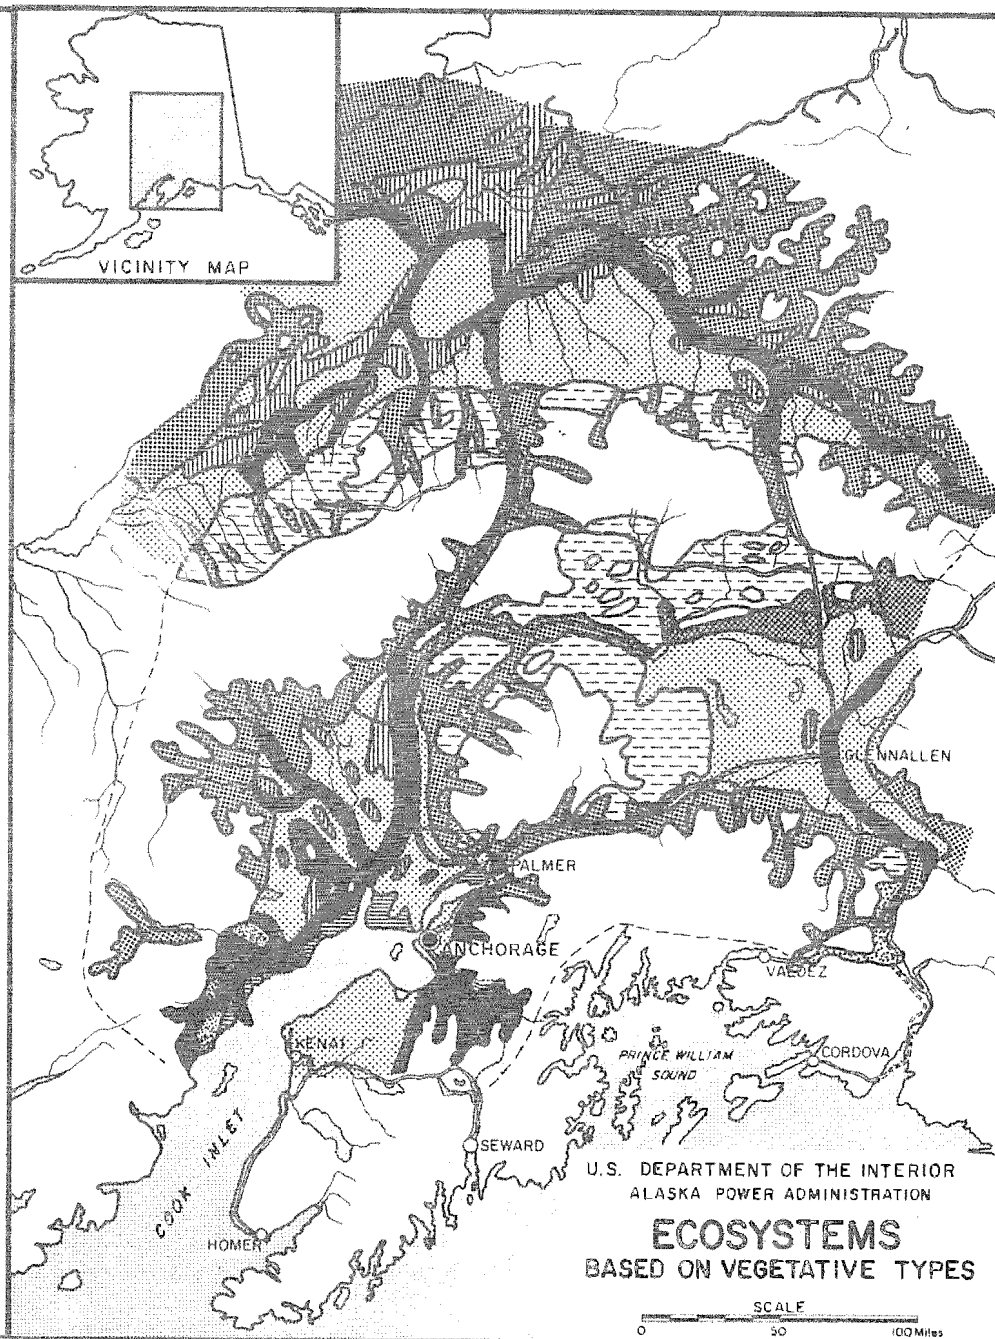 VICINITY MAP
GLENNALLEN
PALMER
ANCHORAGE
VALDEZ
KENAI
PRINCE WILLIAM
SOUND
CORDOVA
COOK INLET
SEWARD
HOMER
U.S. DEPARTMENT OF THE INTERIOR
ALASKA POWER ADMINISTRATION
ECOSYSTEMS
BASED ON VEGETATIVE TYPES
SCALE
0 50 100 Miles